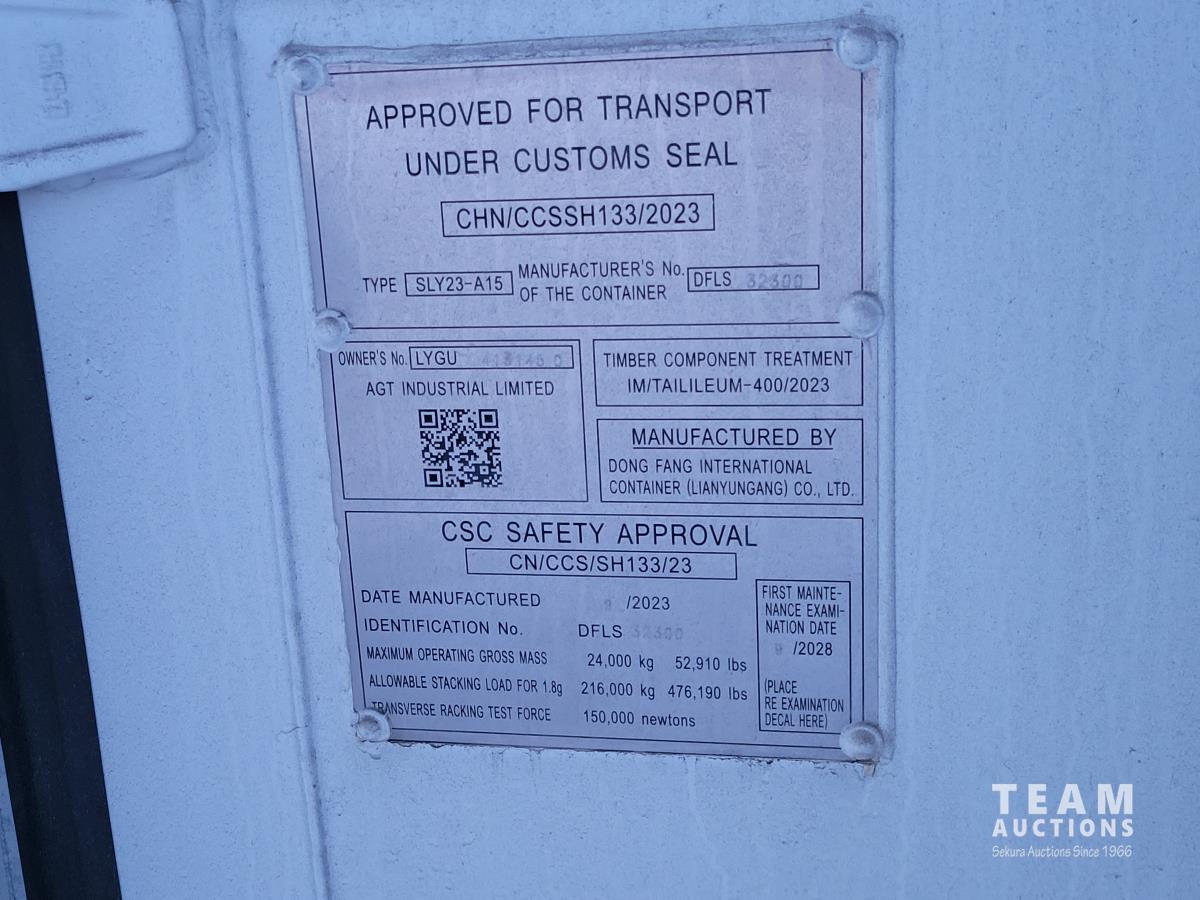 APPROVED FOR TRANSPORT
UNDER CUSTOMS SEAL
CHN/CCSSH133/2023
TYPE SLY23-A15 MANUFACTURER'S No. OF THE CONTAINER DFLS 32300
OWNER'S No. LYGU
AGT INDUSTRIAL LIMITED
TIMBER COMPONENT TREATMENT
IM/TAILILEUM-400/2023
MANUFACTURED BY
DONG FANG INTERNATIONAL
CONTAINER (LIANYUNGANG) CO., LTD.
CSC SAFETY APPROVAL
CN/CCS/SH133/23
DATE MANUFACTURED 9 /2023
IDENTIFICATION No. DFLS 32300
MAXIMUM OPERATING GROSS MASS 24,000 kg 52,910 lbs
ALLOWABLE STACKING LOAD FOR 1.8g 216,000 kg 476,190 lbs
TRANSVERSE RACKING TEST FORCE 150,000 newtons
FIRST MAINTE-
NANCE EXAMI-
NATION DATE
9 /2028
(PLACE
RE EXAMINATION
DECAL HERE)
TEAM
AUCTIONS
Sekura Auctions Since 1966